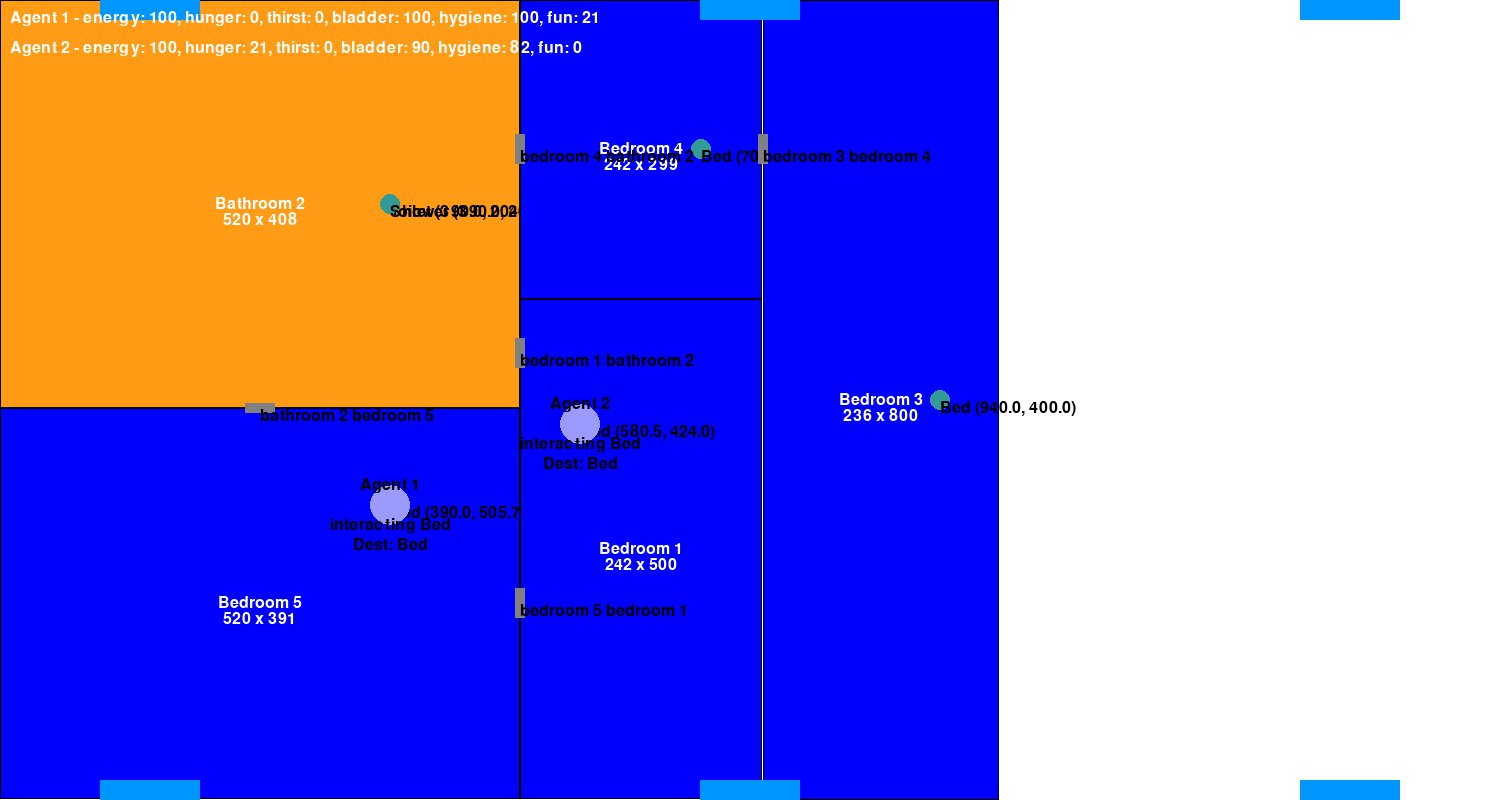 Agent 1 - energy: 100, hunger: 0, thirst: 0, bladder: 100, hygiene: 100, fun: 21
Agent 2 - energy: 100, hunger: 21, thirst: 0, bladder: 90, hygiene: 82, fun: 0
Bedroom 4
242 x 299
bedroom 4 bathroom 2
Bed (70
bedroom 3 bedroom 4
Bathroom 2
520 x 408
bedroom 1 bathroom 2
bathroom 2 bedroom 5
Agent 2
d (580.5, 424.0)
interacting Bed
Dest: Bed
Bedroom 3
236 x 800
Bed (940.0, 400.0)
Agent 1
d (390.0, 505.7
interacting Bed
Dest: Bed
Bedroom 1
242 x 500
Bedroom 5
520 x 391
bedroom 5 bedroom 1